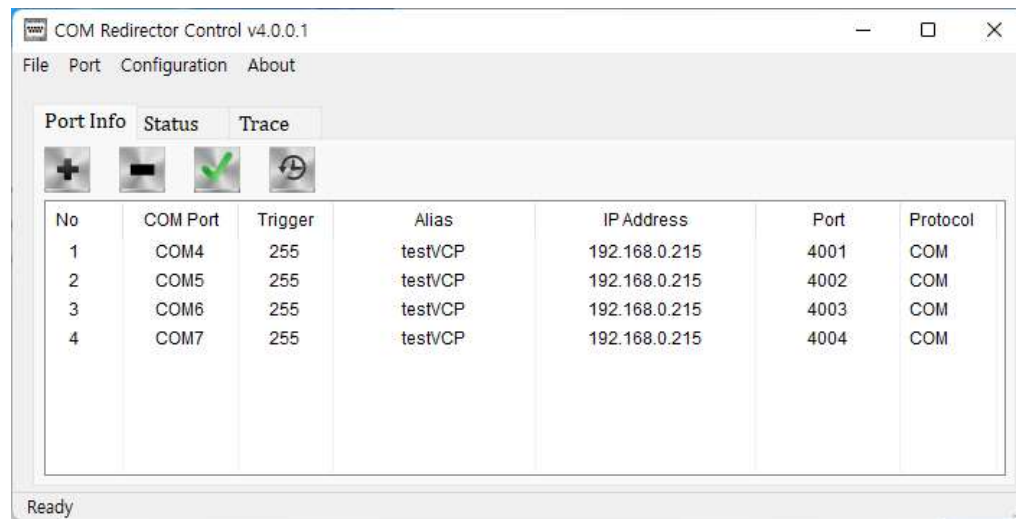 COM Redirector Control v4.0.0.1
File Port Configuration About
Port Info Status Trace
No COM Port Trigger Alias IP Address Port Protocol
1 COM4 255 testVCP 192.168.0.215 4001 COM
2 COM5 255 testVCP 192.168.0.215 4002 COM
3 COM6 255 testVCP 192.168.0.215 4003 COM
4 COM7 255 testVCP 192.168.0.215 4004 COM
Ready